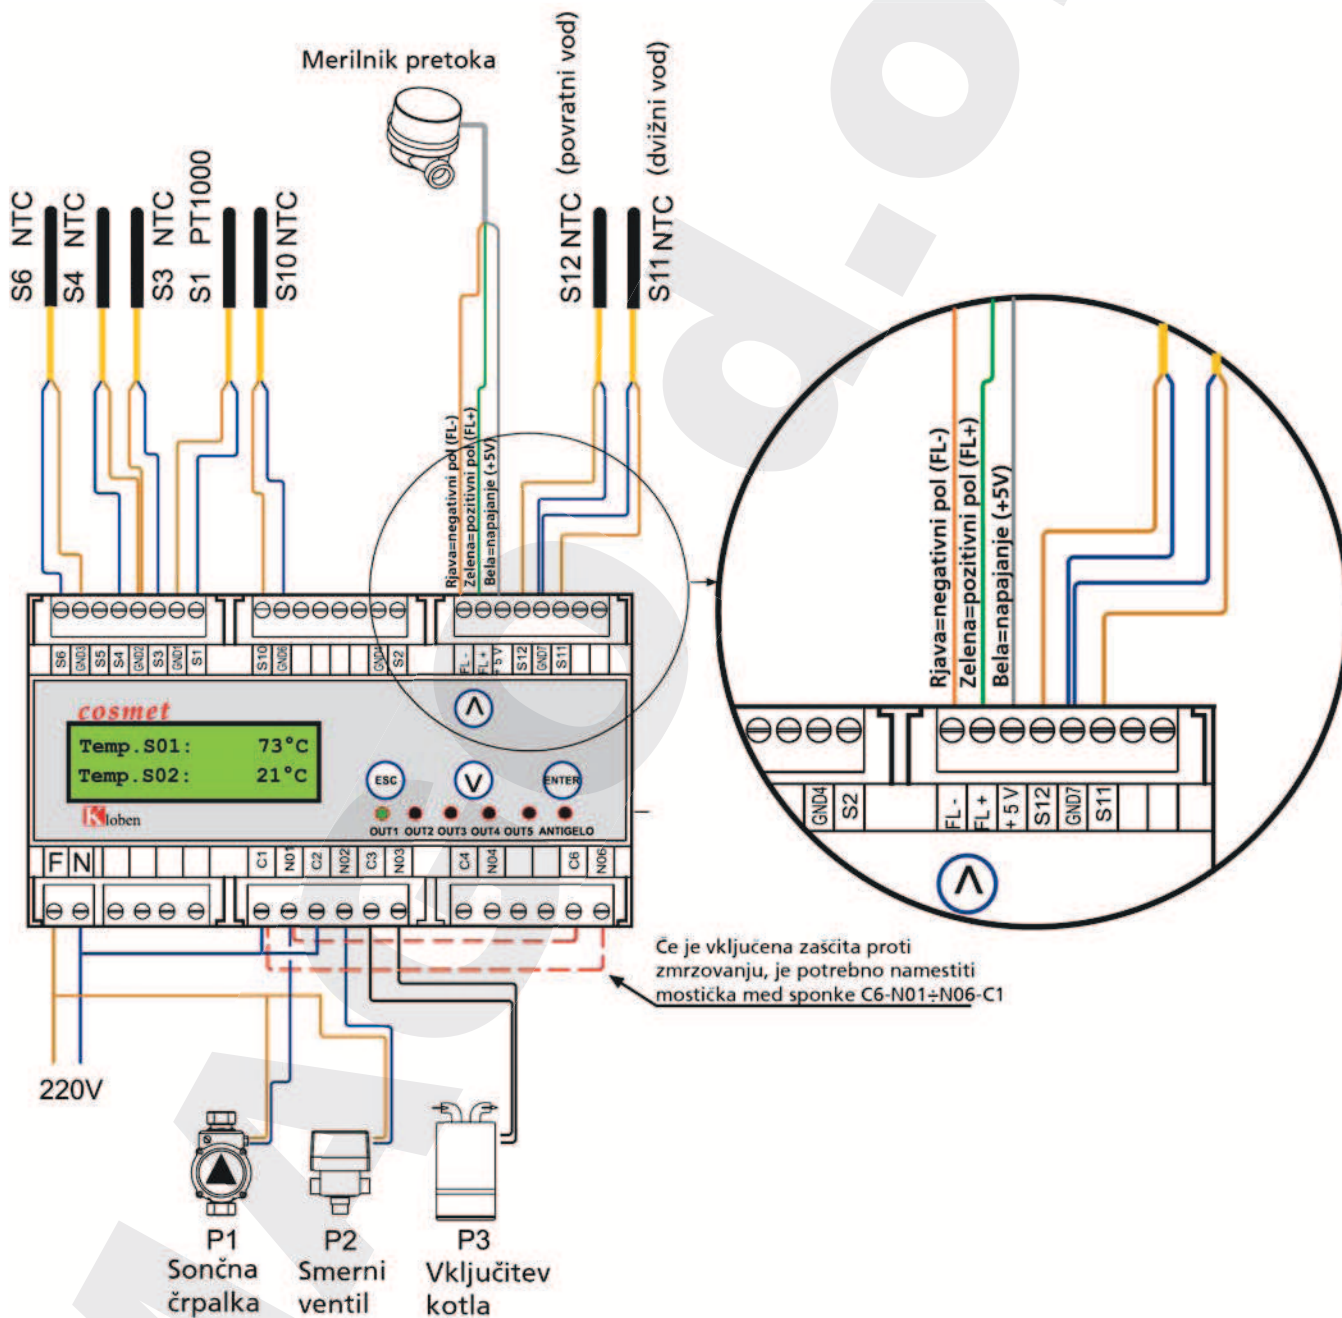 Merilnik pretoka
S6 NTC
S4 NTC
S3 NTC
S1 PT1000
S10 NTC
S12 NTC (povratni vod)
S11 NTC (dvižni vod)
Rjava=negativni pol (FL-)
Zelena=pozitivni pol (FL+)
Bela=napajanje (+5V)
Rjava=negativni pol (FL-)
Zelena=pozitivni pol (FL+)
Bela=napajanje (+5V)
S6 GND3 S5 S4 GND2 S3 GND1 S1
S10 GND6 GND4 S2
FL - FL + + 5 V S12 GND7 S11
GND4 S2 FL - FL + + 5 V S12 GND7 S11
cosmet
Temp.S01: 73°C
Temp.S02: 21°C
Kloben
ESC
ENTER
OUT1 OUT2 OUT3 OUT4 OUT5 ANTIGELO
F N
C1 N01 C2 N02 C3 N03
C4 N04 C6 N06
Če je vključena zaščita proti
zmrzovanju, je potrebno namestiti
mostička med sponke C6-N01÷N06-C1
220V
P1
Sončna
črpalka
P2
Smerni
ventil
P3
Vključitev
kotla